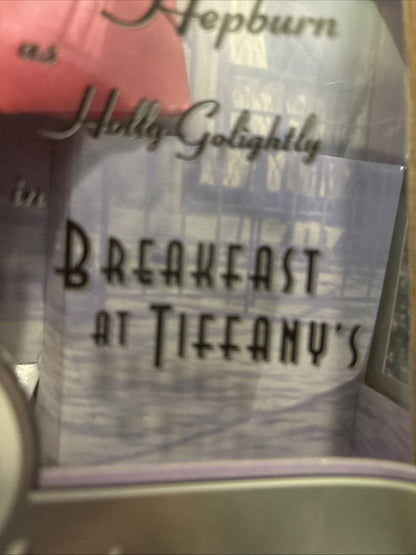 Hepburn
as
Holly Golightly
in
BREAKFAST
AT TIFFANY'S